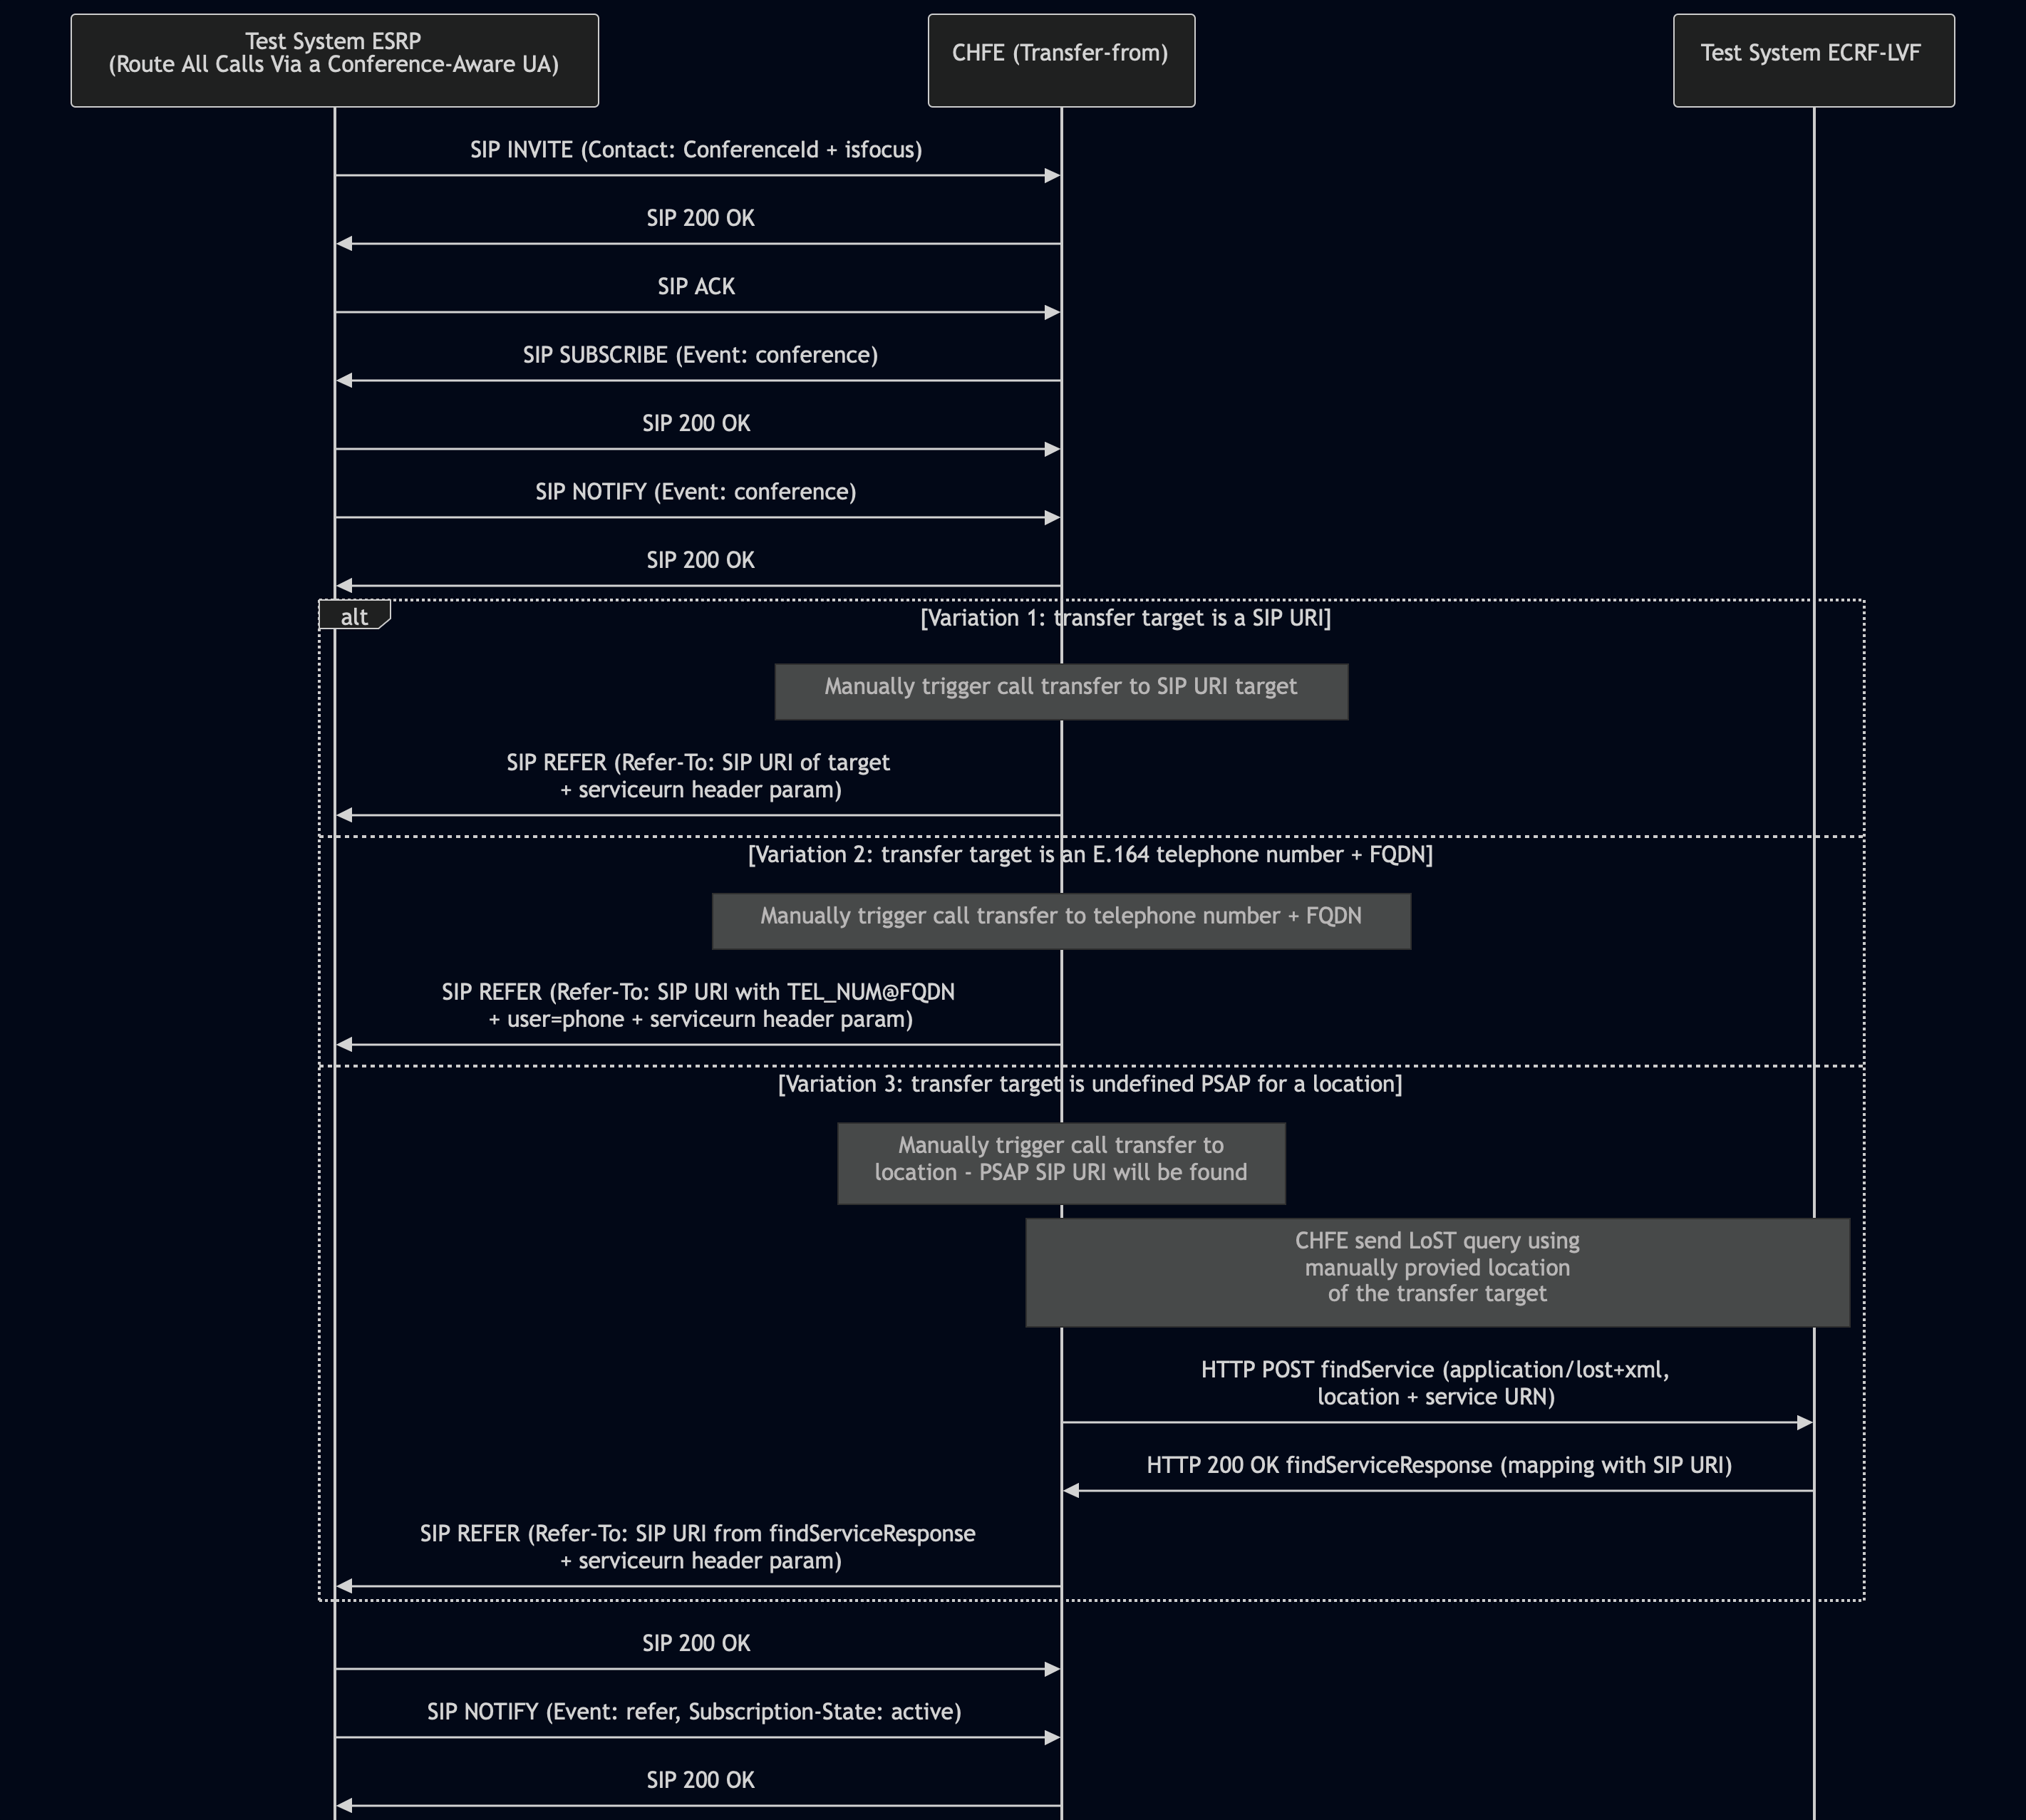 Test System ESRP
(Route All Calls Via a Conference-Aware UA)
CHFE (Transfer-from)
Test System ECRF-LVF
SIP INVITE (Contact: ConferenceId + isfocus)
SIP 200 OK
SIP ACK
SIP SUBSCRIBE (Event: conference)
SIP 200 OK
SIP NOTIFY (Event: conference)
SIP 200 OK
alt
[Variation 1: transfer target is a SIP URI]
Manually trigger call transfer to SIP URI target
SIP REFER (Refer-To: SIP URI of target
+ serviceurn header param)
[Variation 2: transfer target is an E.164 telephone number + FQDN]
Manually trigger call transfer to telephone number + FQDN
SIP REFER (Refer-To: SIP URI with TEL_NUM@FQDN
+ user=phone + serviceurn header param)
[Variation 3: transfer target is undefined PSAP for a location]
Manually trigger call transfer to
location - PSAP SIP URI will be found
CHFE send LoST query using
manually provied location
of the transfer target
HTTP POST findService (application/lost+xml,
location + service URN)
HTTP 200 OK findServiceResponse (mapping with SIP URI)
SIP REFER (Refer-To: SIP URI from findServiceResponse
+ serviceurn header param)
SIP 200 OK
SIP NOTIFY (Event: refer, Subscription-State: active)
SIP 200 OK